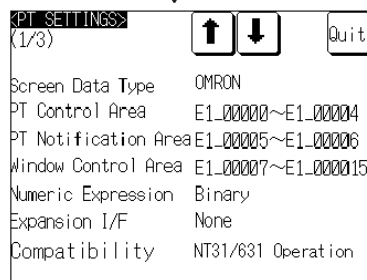 <PT SETTINGS>
(1/3)
Quit
Screen Data Type OMRON
PT Control Area E1_00000~E1_00004
PT Notification Area E1_00005~E1_00006
Window Control Area E1_00007~E1_000015
Numeric Expression Binary
Expansion I/F None
Compatibility NT31/631 Operation